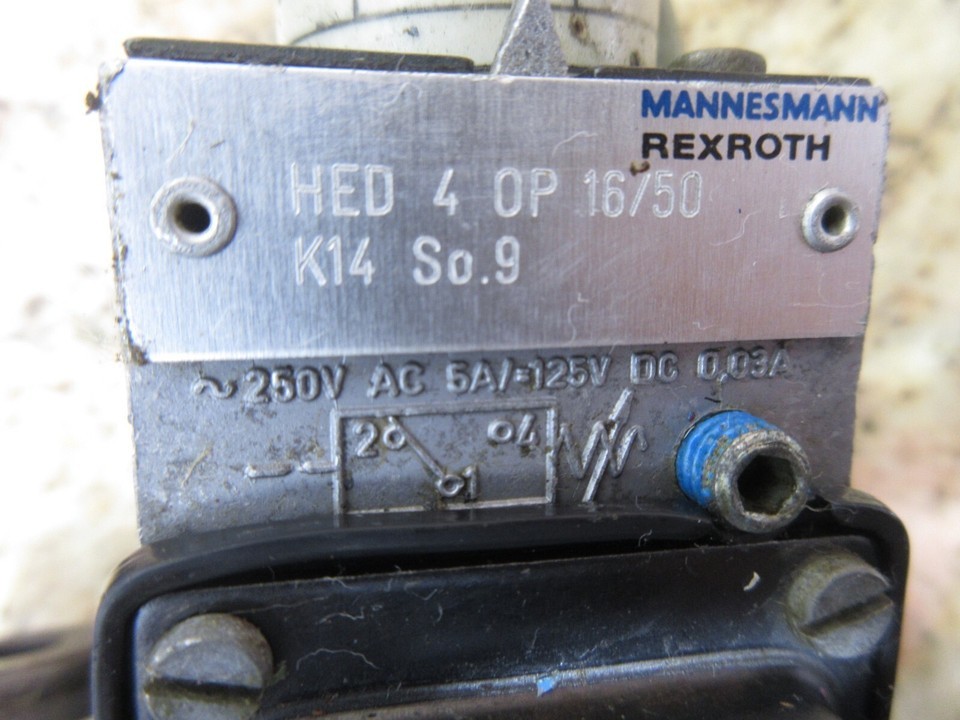 MANNESMANN
REXROTH
HED 4 OP 16/50
K14 So.9
~250V AC 5A/=125V DC 0,03A
2 4
1